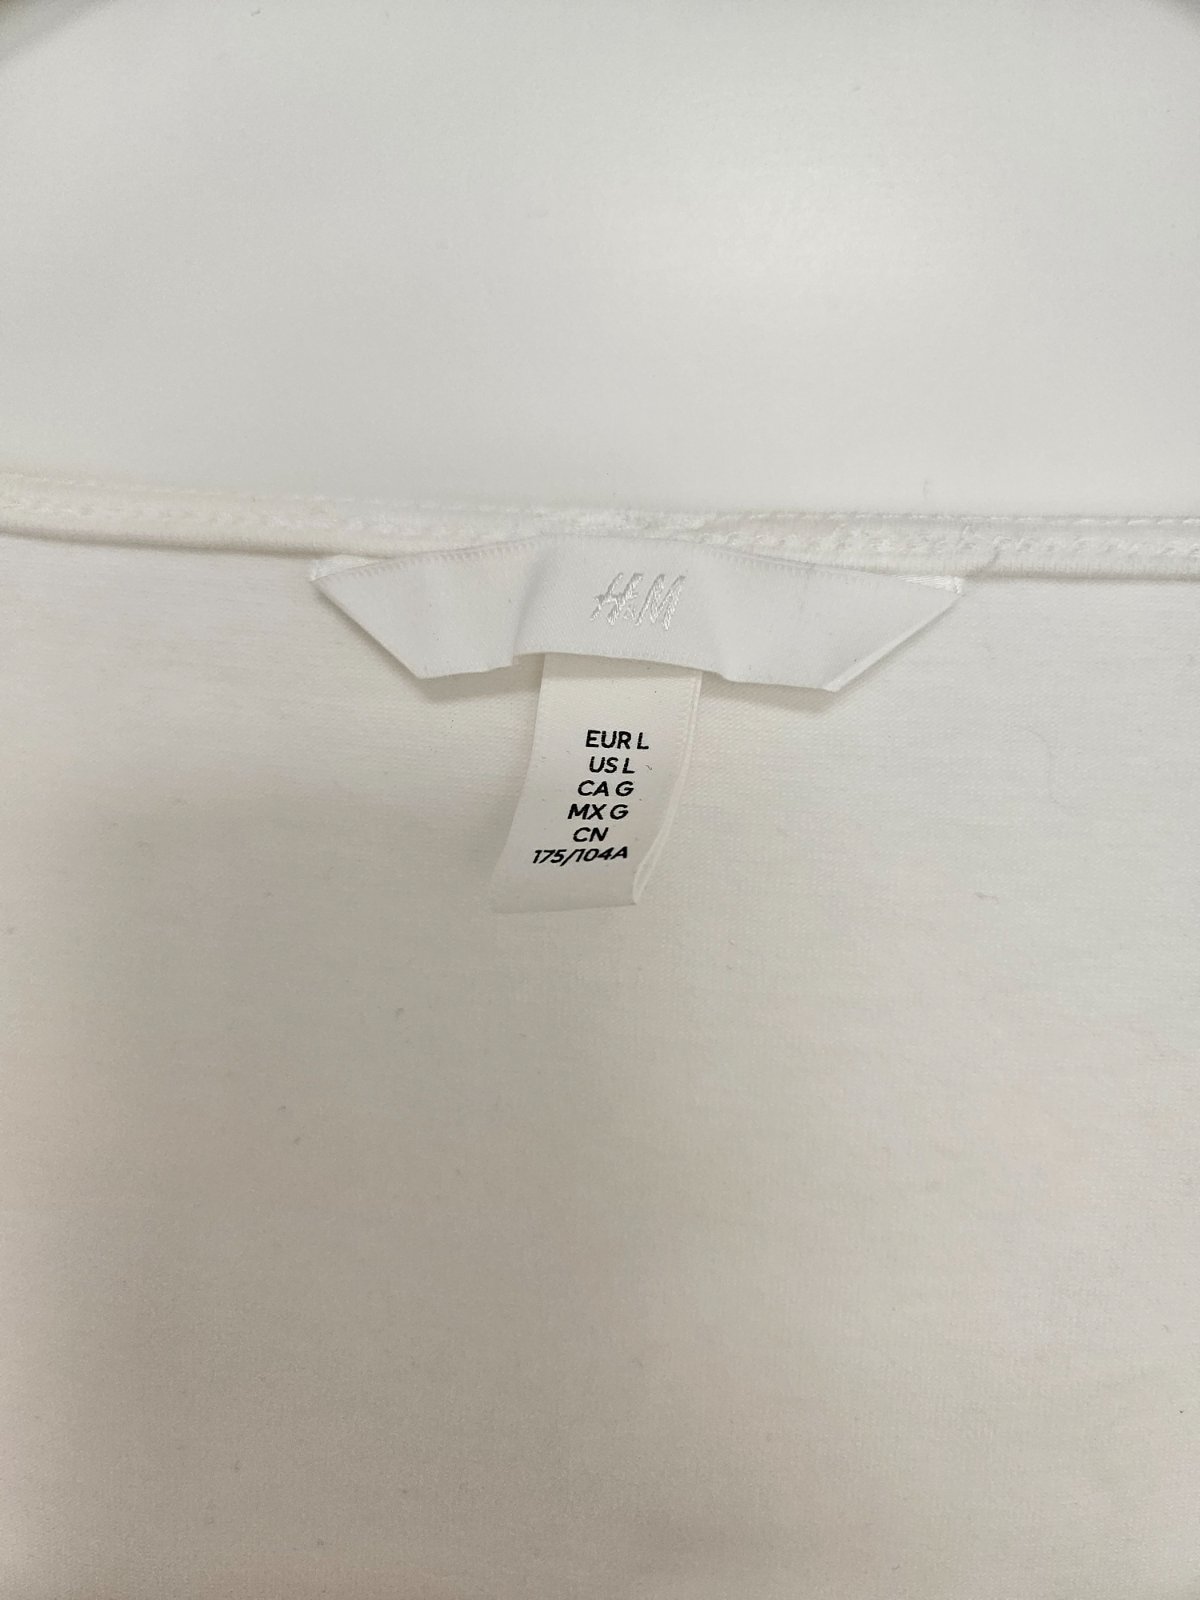 H&M
EUR L
US L
CA G
MX G
CN
175/104A